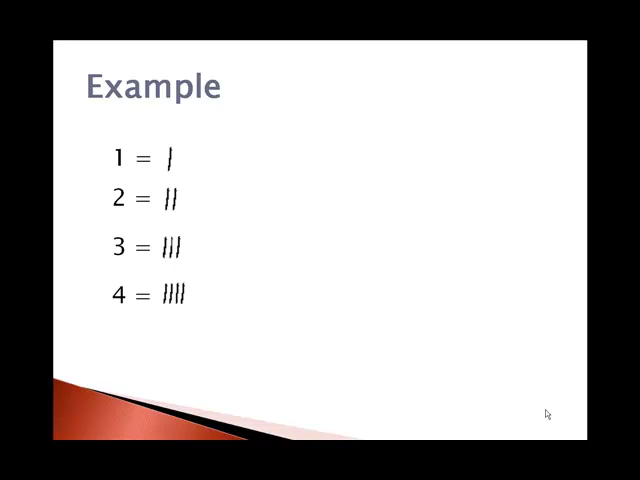 Example
1 = |
2 = ||
3 = |||
4 = ||||